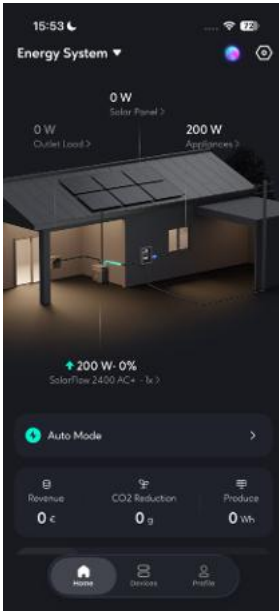 15:53
72
Energy System
0 W
Solar Panel >
0 W
Outlet Load >
200 W
Appliances >
200 W- 0%
SolarFlow 2400 AC+ - 1x >
Auto Mode
Revenue
CO2 Reduction
Produce
0 €
0 g
0 Wh
Home
Devices
Profile